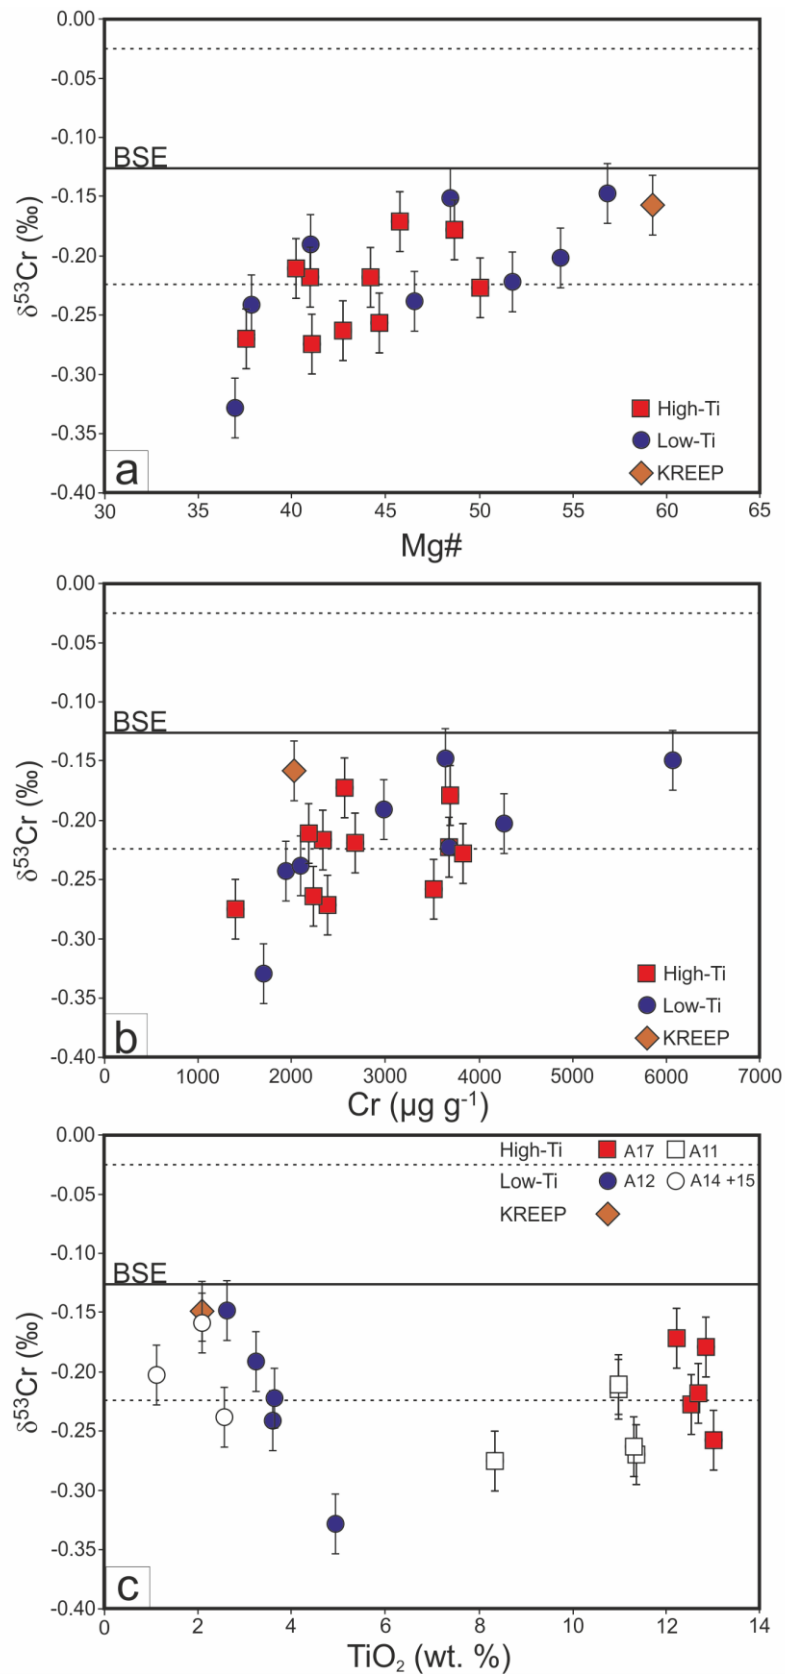 0.00
-0.05
-0.10
BSE
-0.15
-0.20
δ⁵³Cr (‰)
-0.25
-0.30
-0.35
-0.40
High-Ti
Low-Ti
KREEP
a
30 35 40 45 50 55 60 65
Mg#
0.00
-0.05
-0.10
BSE
-0.15
-0.20
δ⁵³Cr (‰)
-0.25
-0.30
-0.35
-0.40
High-Ti
Low-Ti
KREEP
b
0 1000 2000 3000 4000 5000 6000 7000
Cr (µg g⁻¹)
0.00
-0.05
-0.10
High-Ti A17 A11
Low-Ti A12 A14 +15
KREEP
BSE
-0.15
-0.20
δ⁵³Cr (‰)
-0.25
-0.30
-0.35
-0.40
c
0 2 4 6 8 10 12 14
TiO₂ (wt. %)